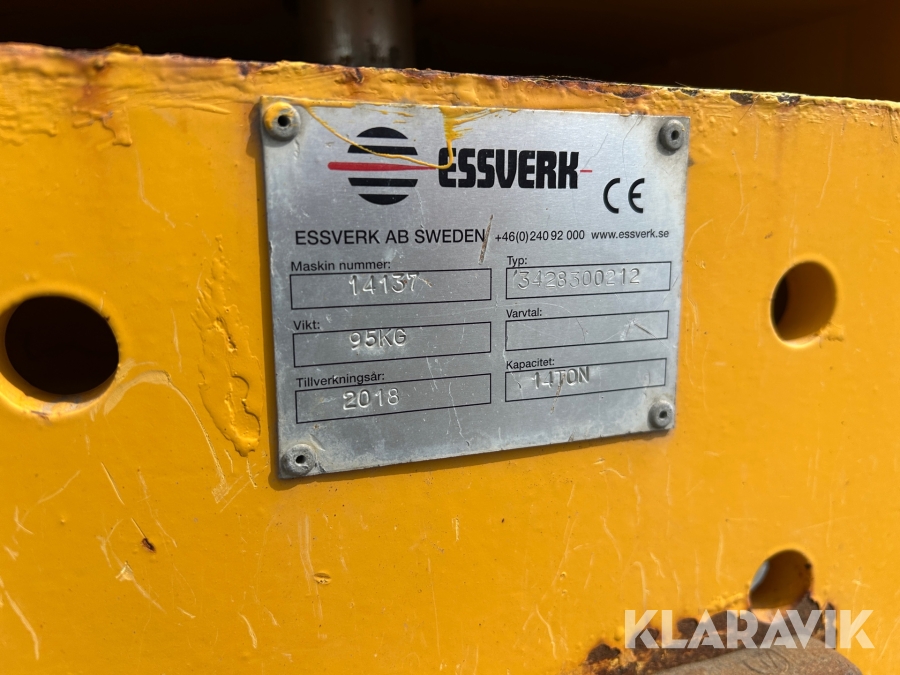 ESSVERK
CE
ESSVERK AB SWEDEN +46(0)240 92 000 www.essverk.se
Maskin nummer: 14137
Typ: 3428300212
Vikt: 95KG
Varvtal:
Tillverkningsår: 2018
Kapacitet: 14TON
KLARAVIK